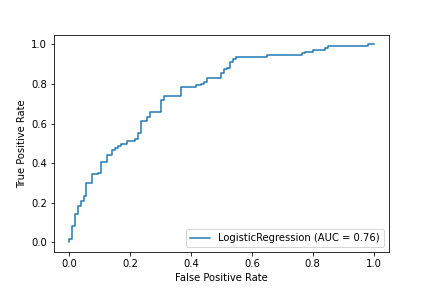 1.0
0.8
0.6
0.4
0.2
0.0
True Positive Rate
LogisticRegression (AUC = 0.76)
0.0 0.2 0.4 0.6 0.8 1.0
False Positive Rate